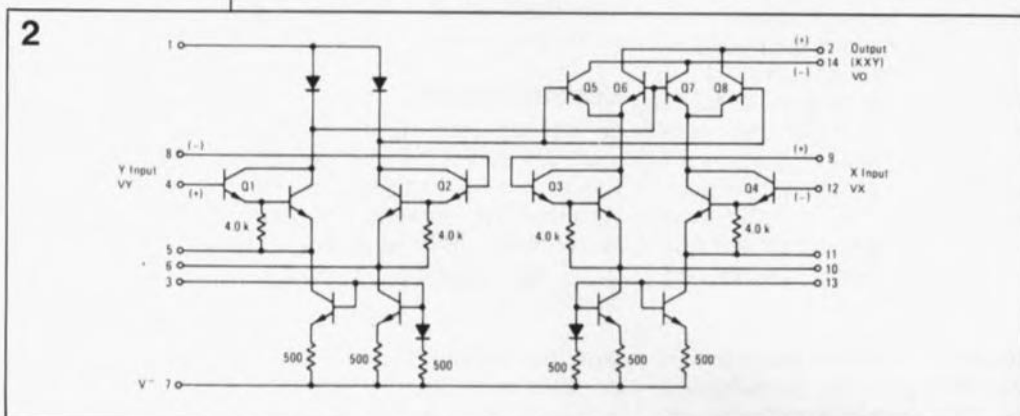 2
1
(+) 2 Output
14 (KXY)
(-) VO
Q5 Q6 Q7 Q8
8 (-)
(+) 9
Y Input
VY 4 (+)
Q1 Q2 Q3 Q4
X Input
12 VX
(-)
4.0 k 4.0 k 4.0 k 4.0 k
5
6
3
11
10
13
500 500 500 500 500 500
V- 7